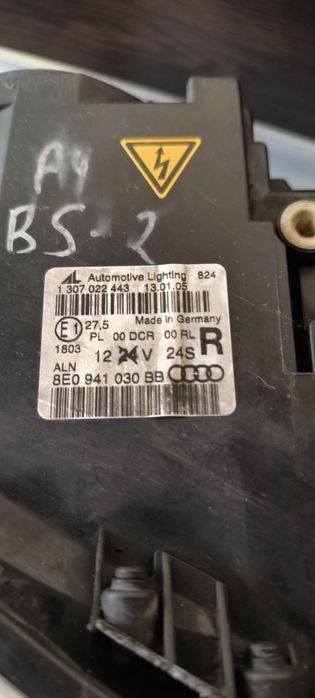 A4
B5-2
AL Automotive Lighting 824
1 307 022 443 13.01.05
E1 27,5 Made in Germany
1803 PL 00 DCR 00 RL
12 24 V 24S R
ALN
8E0 941 030 BB